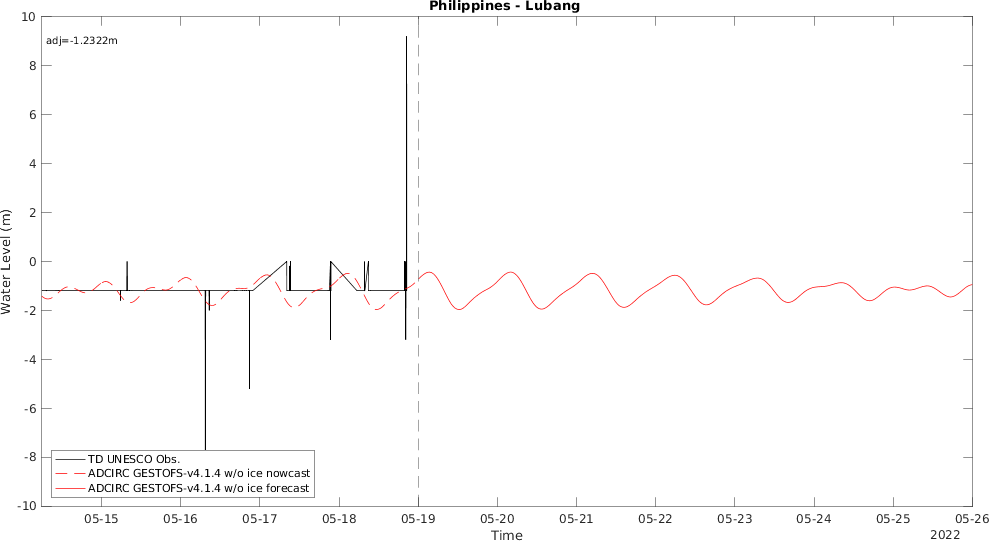 Philippines - Lubang
adj=-1.2322m
Water Level (m)
10
8
6
4
2
0
-2
-4
-6
-8
-10
TD UNESCO Obs.
ADCIRC GESTOFS-v4.1.4 w/o ice nowcast
ADCIRC GESTOFS-v4.1.4 w/o ice forecast
05-15 05-16 05-17 05-18 05-19 05-20 05-21 05-22 05-23 05-24 05-25 05-26
Time
2022